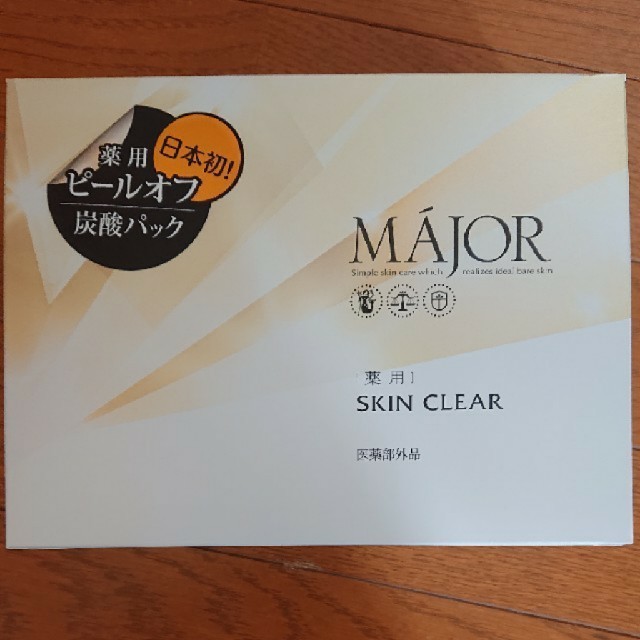 日本初!
薬用
ピールオフ
炭酸パック
MÁJOR
Simple skin care which realizes ideal bare skin
[薬用]
SKIN CLEAR
医薬部外品